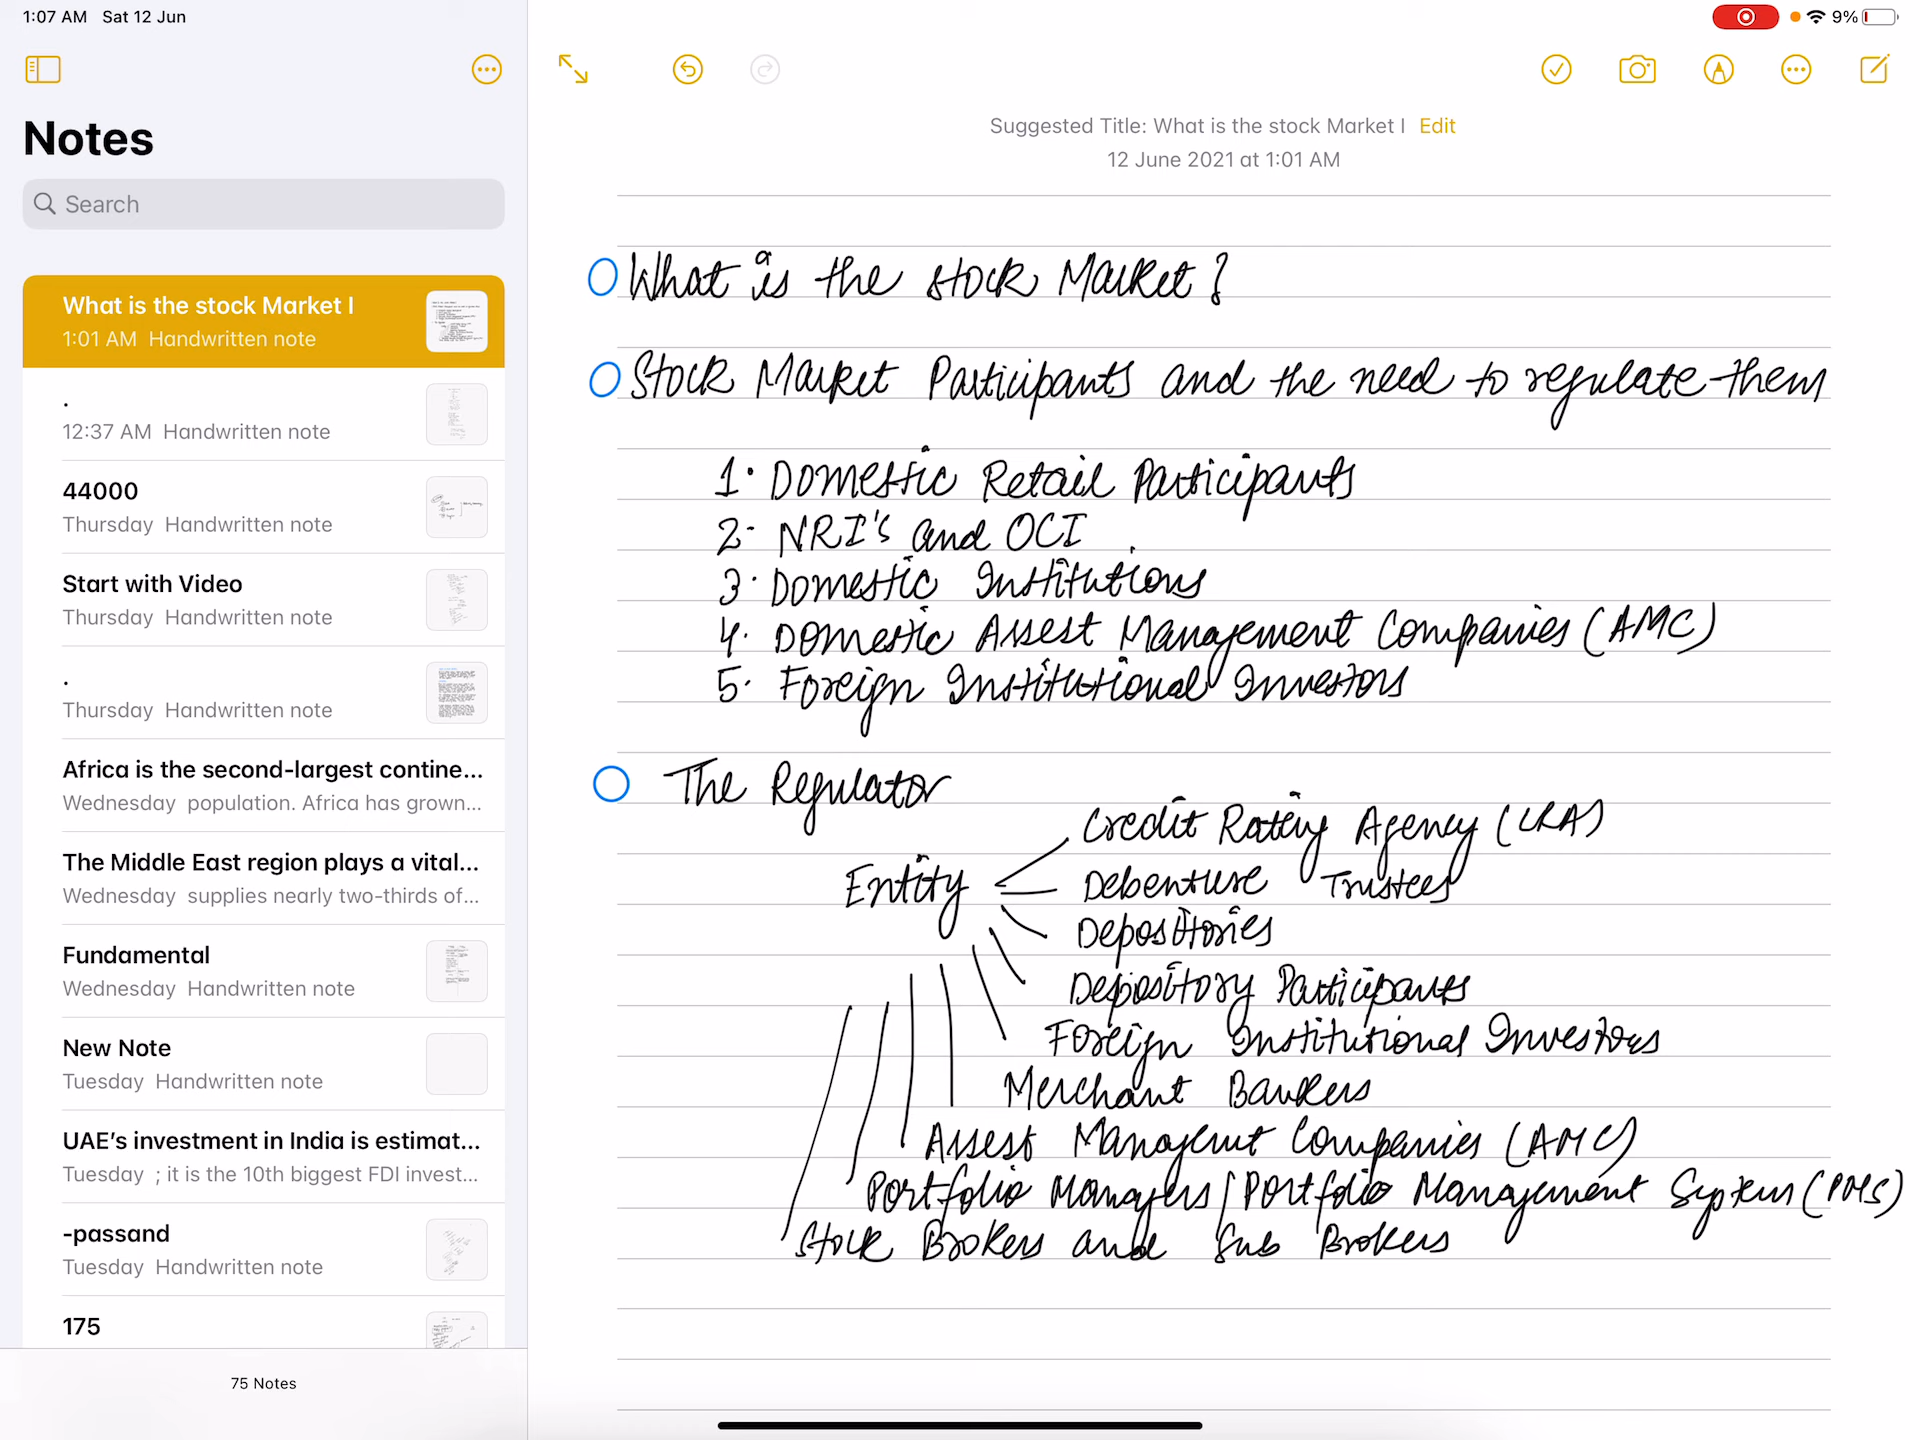 1:07 AM Sat 12 Jun
9%
Notes
Search
What is the stock Market I
1:01 AM Handwritten note
.
12:37 AM Handwritten note
44000
Thursday Handwritten note
Start with Video
Thursday Handwritten note
.
Thursday Handwritten note
Africa is the second-largest contine...
Wednesday population. Africa has grown...
The Middle East region plays a vital...
Wednesday supplies nearly two-thirds of...
Fundamental
Wednesday Handwritten note
New Note
Tuesday Handwritten note
UAE's investment in India is estimat...
Tuesday ; it is the 10th biggest FDI invest...
-passand
Tuesday Handwritten note
175
75 Notes
Suggested Title: What is the stock Market I Edit
12 June 2021 at 1:01 AM
What is the stock Market?
Stock Market Participants and the need to regulate them
1. Domestic Retail Participants
2. NRI's and OCI
3. Domestic Institutions
4. Domestic Assest Management Companies (AMC)
5. Foreign Institutional Investors
The Regulator
Entity
Credit Rating Agency (CRA)
Debenture Trustees
Depositories
Depository Participants
Foreign Institutional Investors
Merchant Bankers
Assest Management Companies (AMC)
Portfolio Managers / Portfolio Management System (PMS)
Stock Brokers and Sub Brokers